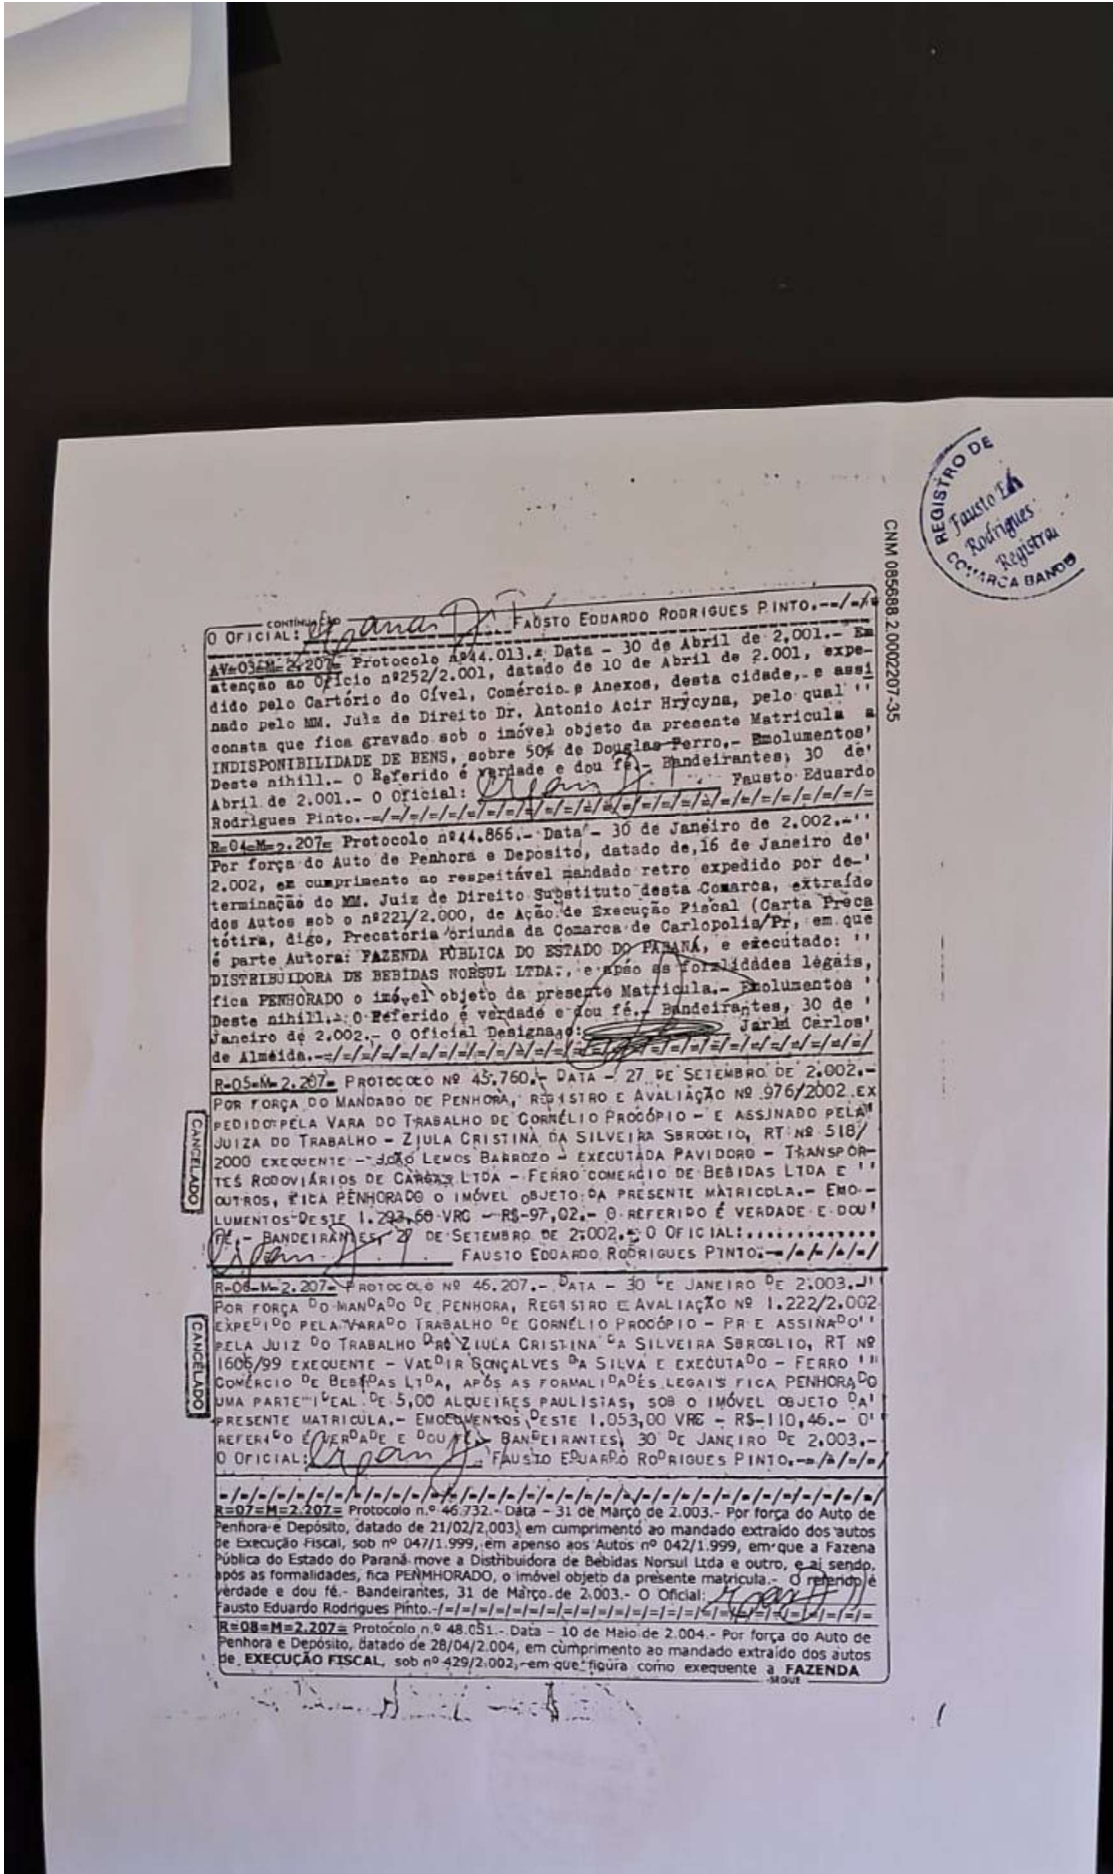 REGISTRO DE
Fausto
Rodrigues
Registra
COMARCA BAND
CNM 085688.2.0002207-35
CONTINUAÇÃO
O OFICIAL: FAUSTO EDUARDO RODRIGUES PINTO.--/-/-
AV=03=M=2.207= Protocolo nº44.013.- Data - 30 de Abril de 2.001.- Em
atenção ao Ofício nº252/2.001, datado de 10 de Abril de 2.001, expe-
dido pelo Cartório do Cível, Comércio e Anexos, desta cidade, e assi
nado pelo MM. Juiz de Direito Dr. Antonio Acir Hrycyna, pelo qual ''
consta que fica gravado sob o imóvel objeto da presente Matricula a
INDISPONIBILIDADE DE BENS, sobre 50% de Douglas Ferro.- Emolumentos'
Deste nihill.- O Referido é verdade e dou fé.- Bandeirantes, 30 de'
Abril de 2.001.- O Oficial: Fausto Eduardo
Rodrigues Pinto.-=/=/=/=/=/=/=/=/=/=/=/=/=/=/=/=/=/=/=/=/=/=/=/=
R=04=M=2.207= Protocolo nº44.866.- Data - 30 de Janeiro de 2.002.-''
Por força do Auto de Penhora e Deposito, datado de,16 de Janeiro de'
2.002, em cumprimento ao respeitável mandado retro expedido por de-'
terminação do MM. Juiz de Direito Substituto desta Comarca, extraído
dos Autos sob o nº221/2.000, de Ação de Execução Fiscal (Carta Preca
tótira, digo, Precatória oriunda da Comarca de Carlopolis/Pr, em que
é parte Autora: FAZENDA PÚBLICA DO ESTADO DO PARANÁ, e executado: ''
DISTRIBUIDORA DE BEBIDAS NORSUL LTDA., e apso as formlidades légais,
fica PENHORADO o imóvel objeto da presente Matricula.- Emolumentos '
Deste nihill.- O Referido é verdade e dou fé.- Bandeirantes, 30 de '
Janeiro de 2.002.- O Oficial Designado: Jarld Carlos'
de Almeida.-=/=/=/=/=/=/=/=/=/=/=/=/=/=/=/=/=/=/=/=/=/=/=/=/=/=/
R=05=M=2.207= PROTOCOLO Nº 45.760.- DATA - 27 DE SETEMBRO DE 2.002.-
POR FORÇA DO MANDADO DE PENHORA, REGISTRO E AVALIAÇÃO Nº 976/2002 EX
PEDIDO PELA VARA DO TRABALHO DE CORNÉLIO PROCÓPIO - E ASSINADO PELA'
JUIZA DO TRABALHO - ZIULA CRISTINA DA SILVEIRA SBROGLIO, RT Nº 518/
2000 EXEQUENTE - JOÃO LEMOS BARROZO - EXECUTADA PAVIDORO - TRANSPOR-
TES RODOVIÁRIOS DE CARGAS LTDA - FERRO COMERCIO DE BEBIDAS LTDA E ''
OUTROS, FICA PENHORADO O IMÓVEL OBJETO DA PRESENTE MATRICOLA.- EMO-
LUMENTOS DESTE 1.293,60 VRC - R$-97,02.- O REFERIDO É VERDADE E DOU'
FÉ.- BANDEIRANTES, 27 DE SETEMBRO DE 2.002.- O OFICIAL:.............
FAUSTO EDUARDO RODRIGUES PINTO.-=/=/=/=/=/
CANCELADO
R=06=M=2.207= PROTOCOLO Nº 46.207.- DATA - 30 DE JANEIRO DE 2.003.-''
POR FORÇA DO MANDADO DE PENHORA, REGISTRO E AVALIAÇÃO Nº 1.222/2.002
EXPEDIDO PELA VARADO TRABALHO DE CORNÉLIO PROCÓPIO - PR E ASSINADO''
PELA JUIZ DO TRABALHO DRª ZIULA CRISTINA DA SILVEIRA SBROGLIO, RT Nº
1605/99 EXEQUENTE - VALDIR GONÇALVES DA SILVA E EXECUTADO - FERRO '''
COMÉRCIO DE BEBIDAS LTDA, APÓS AS FORMALIDADES LEGAIS FICA PENHORADO
UMA PARTE IDEAL DE 5,00 ALQUEIRES PAULISTAS, SOB O IMÓVEL OBJETO DA'
PRESENTE MATRICULA.- EMOLUMENTOS DESTE 1.053,00 VRC - R$-110,46.- O'
REFERIDO É VERDADE E DOU FÉ.- BANDEIRANTES, 30 DE JANEIRO DE 2.003.-
O OFICIAL: FAUSTO EDUARDO RODRIGUES PINTO.-=/=/=/=/
CANCELADO
-/-/-/-/-/-/-/-/-/-/-/-/-/-/-/-/-/-/-/-/-/-/-/-/-/-/-/-/-/-/-/-/
R=07=M=2.207= Protocolo n.º 46.732.- Data - 31 de Março de 2.003.- Por força do Auto de
Penhora e Depósito, datado de 21/02/2.003, em cumprimento ao mandado extraído dos autos
de Execução Fiscal, sob nº 047/1.999, em apenso aos Autos nº 042/1.999, em que a Fazena
Pública do Estado do Paraná move a Distribuidora de Bebidas Norsul Ltda e outro, e aí sendo,
após as formalidades, fica PENMHORADO, o imóvel objeto da presente matricula.- O referido é
verdade e dou fé.- Bandeirantes, 31 de Março de 2.003.- O Oficial:
Fausto Eduardo Rodrigues Pinto.-/=/=/=/=/=/=/=/=/=/=/=/=/=/=/=/=/=/=/=/=/=/=/=
R=08=M=2.207= Protocolo n.º 48.051.- Data - 10 de Maio de 2.004.- Por força do Auto de
Penhora e Depósito, datado de 28/04/2.004, em cumprimento ao mandado extraído dos autos
de EXECUÇÃO FISCAL, sob nº 429/2.002, em que figura como exequente a FAZENDA
SEGUE